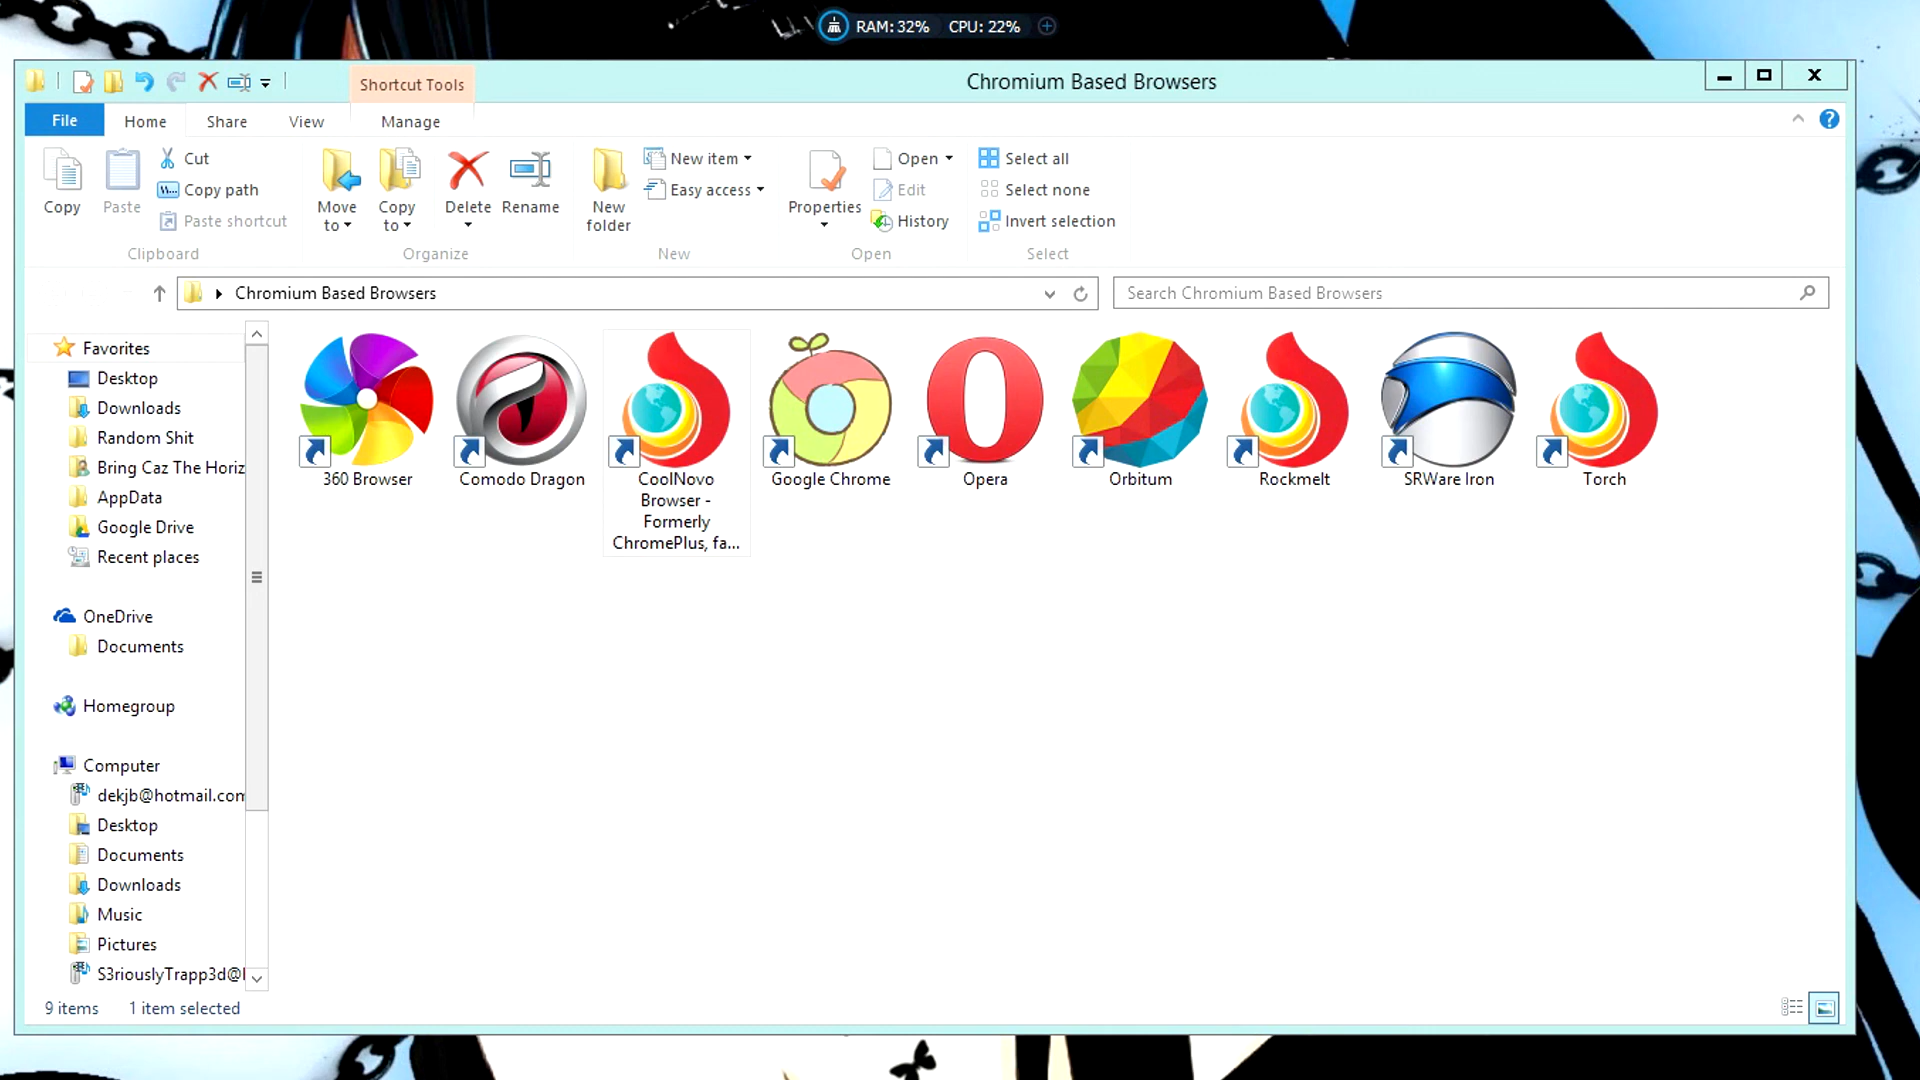 RAM: 32% CPU: 22%
Shortcut Tools
Chromium Based Browsers
File Home Share View Manage
Copy
Paste
Cut
Copy path
Paste shortcut
Clipboard
Move to
Copy to
Delete
Rename
Organize
New folder
New item
Easy access
New
Properties
Open
Edit
History
Open
Select all
Select none
Invert selection
Select
Chromium Based Browsers
Search Chromium Based Browsers
Favorites
Desktop
Downloads
Random Shit
Bring Caz The Horiz
AppData
Google Drive
Recent places
OneDrive
Documents
Homegroup
Computer
dekjb@hotmail.com
Desktop
Documents
Downloads
Music
Pictures
S3riouslyTrapp3d@
360 Browser
Comodo Dragon
CoolNovo
Browser -
Formerly
ChromePlus, fa...
Google Chrome
Opera
Orbitum
Rockmelt
SRWare Iron
Torch
9 items 1 item selected